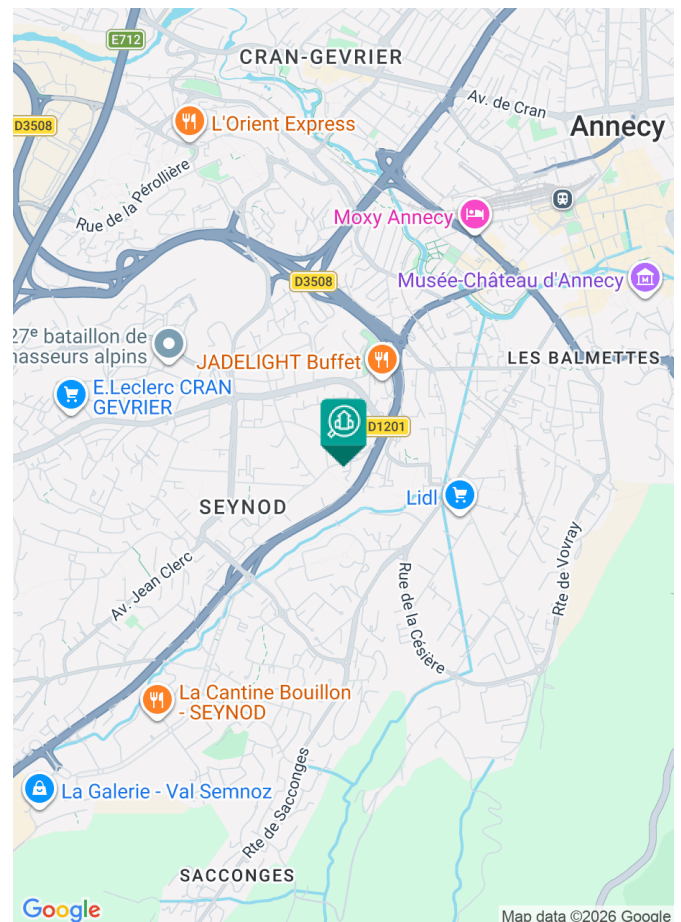 E712
CRAN-GEVRIER
Av. de Cran
D3508
L'Orient Express
Annecy
Rue de la Pérollière
Moxy Annecy
D3508
Musée-Château d'Annecy
27e bataillon de
hasseurs alpins
JADELIGHT Buffet
LES BALMETTES
E.Leclerc CRAN
GEVRIER
D1201
SEYNOD
Lidl
Rte de Vovray
Av. Jean Clerc
Rue de la Césière
La Cantine Bouillon
- SEYNOD
La Galerie - Val Semnoz
Rte de Sacconges
SACCONGES
Google
Map data ©2026 Google